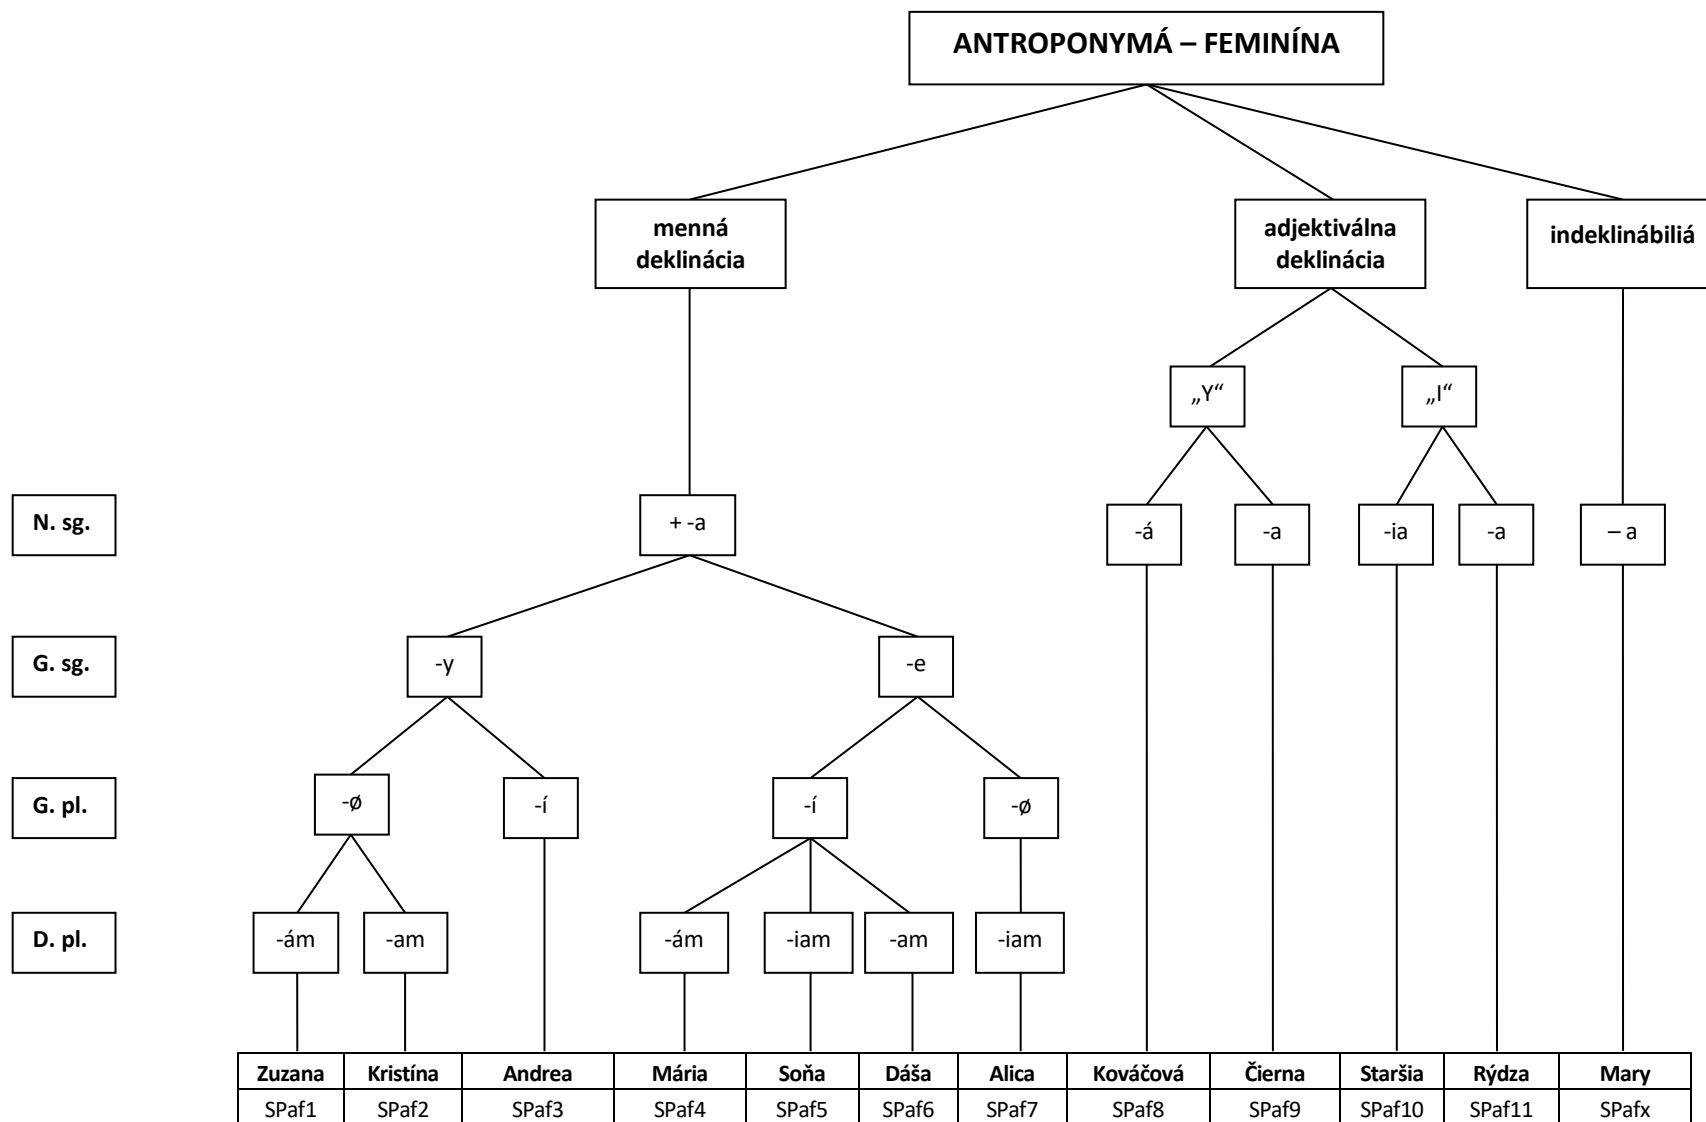 ANTROPONYMÁ – FEMINÍNA
menná
deklinácia
adjektiválna
deklinácia
indeklinábiliá
„Y“
„I“
N. sg.
+ -a
-á
-a
-ia
-a
– a
G. sg.
-y
-e
G. pl.
-ø
-í
-í
-ø
D. pl.
-ám
-am
-ám
-iam
-am
-iam
Zuzana Kristína Andrea Mária Soňa Dáša Alica Kováčová Čierna Staršia Rýdza Mary
SPaf1 SPaf2 SPaf3 SPaf4 SPaf5 SPaf6 SPaf7 SPaf8 SPaf9 SPaf10 SPaf11 SPafx